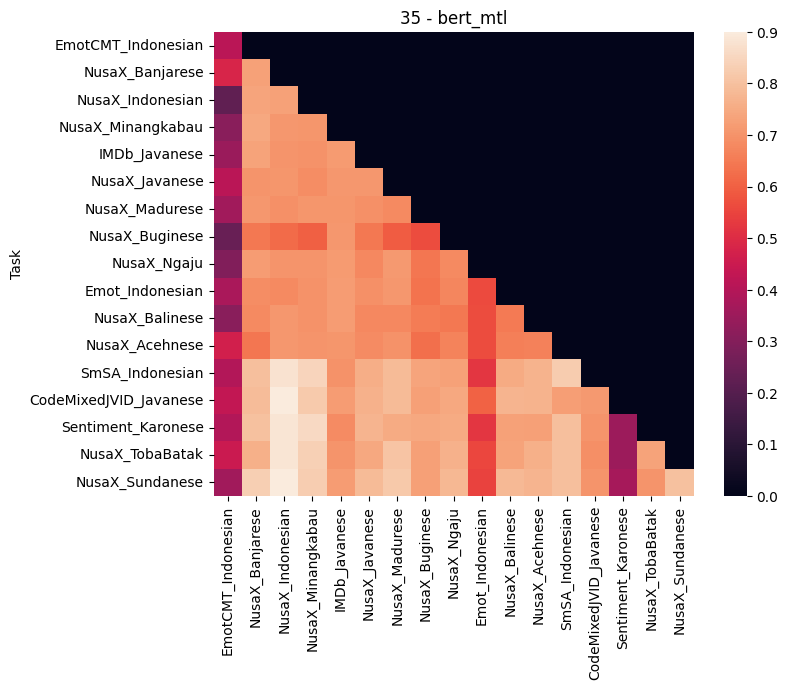 35 - bert_mtl
EmotCMT_Indonesian
NusaX_Banjarese
NusaX_Indonesian
NusaX_Minangkabau
IMDb_Javanese
NusaX_Javanese
NusaX_Madurese
NusaX_Buginese
NusaX_Ngaju
Emot_Indonesian
NusaX_Balinese
NusaX_Acehnese
SmSA_Indonesian
CodeMixedJVID_Javanese
Sentiment_Karonese
NusaX_TobaBatak
NusaX_Sundanese
Task
EmotCMT_Indonesian
NusaX_Banjarese
NusaX_Indonesian
NusaX_Minangkabau
IMDb_Javanese
NusaX_Javanese
NusaX_Madurese
NusaX_Buginese
NusaX_Ngaju
Emot_Indonesian
NusaX_Balinese
NusaX_Acehnese
SmSA_Indonesian
CodeMixedJVID_Javanese
Sentiment_Karonese
NusaX_TobaBatak
NusaX_Sundanese
0.9
0.8
0.7
0.6
0.5
0.4
0.3
0.2
0.1
0.0